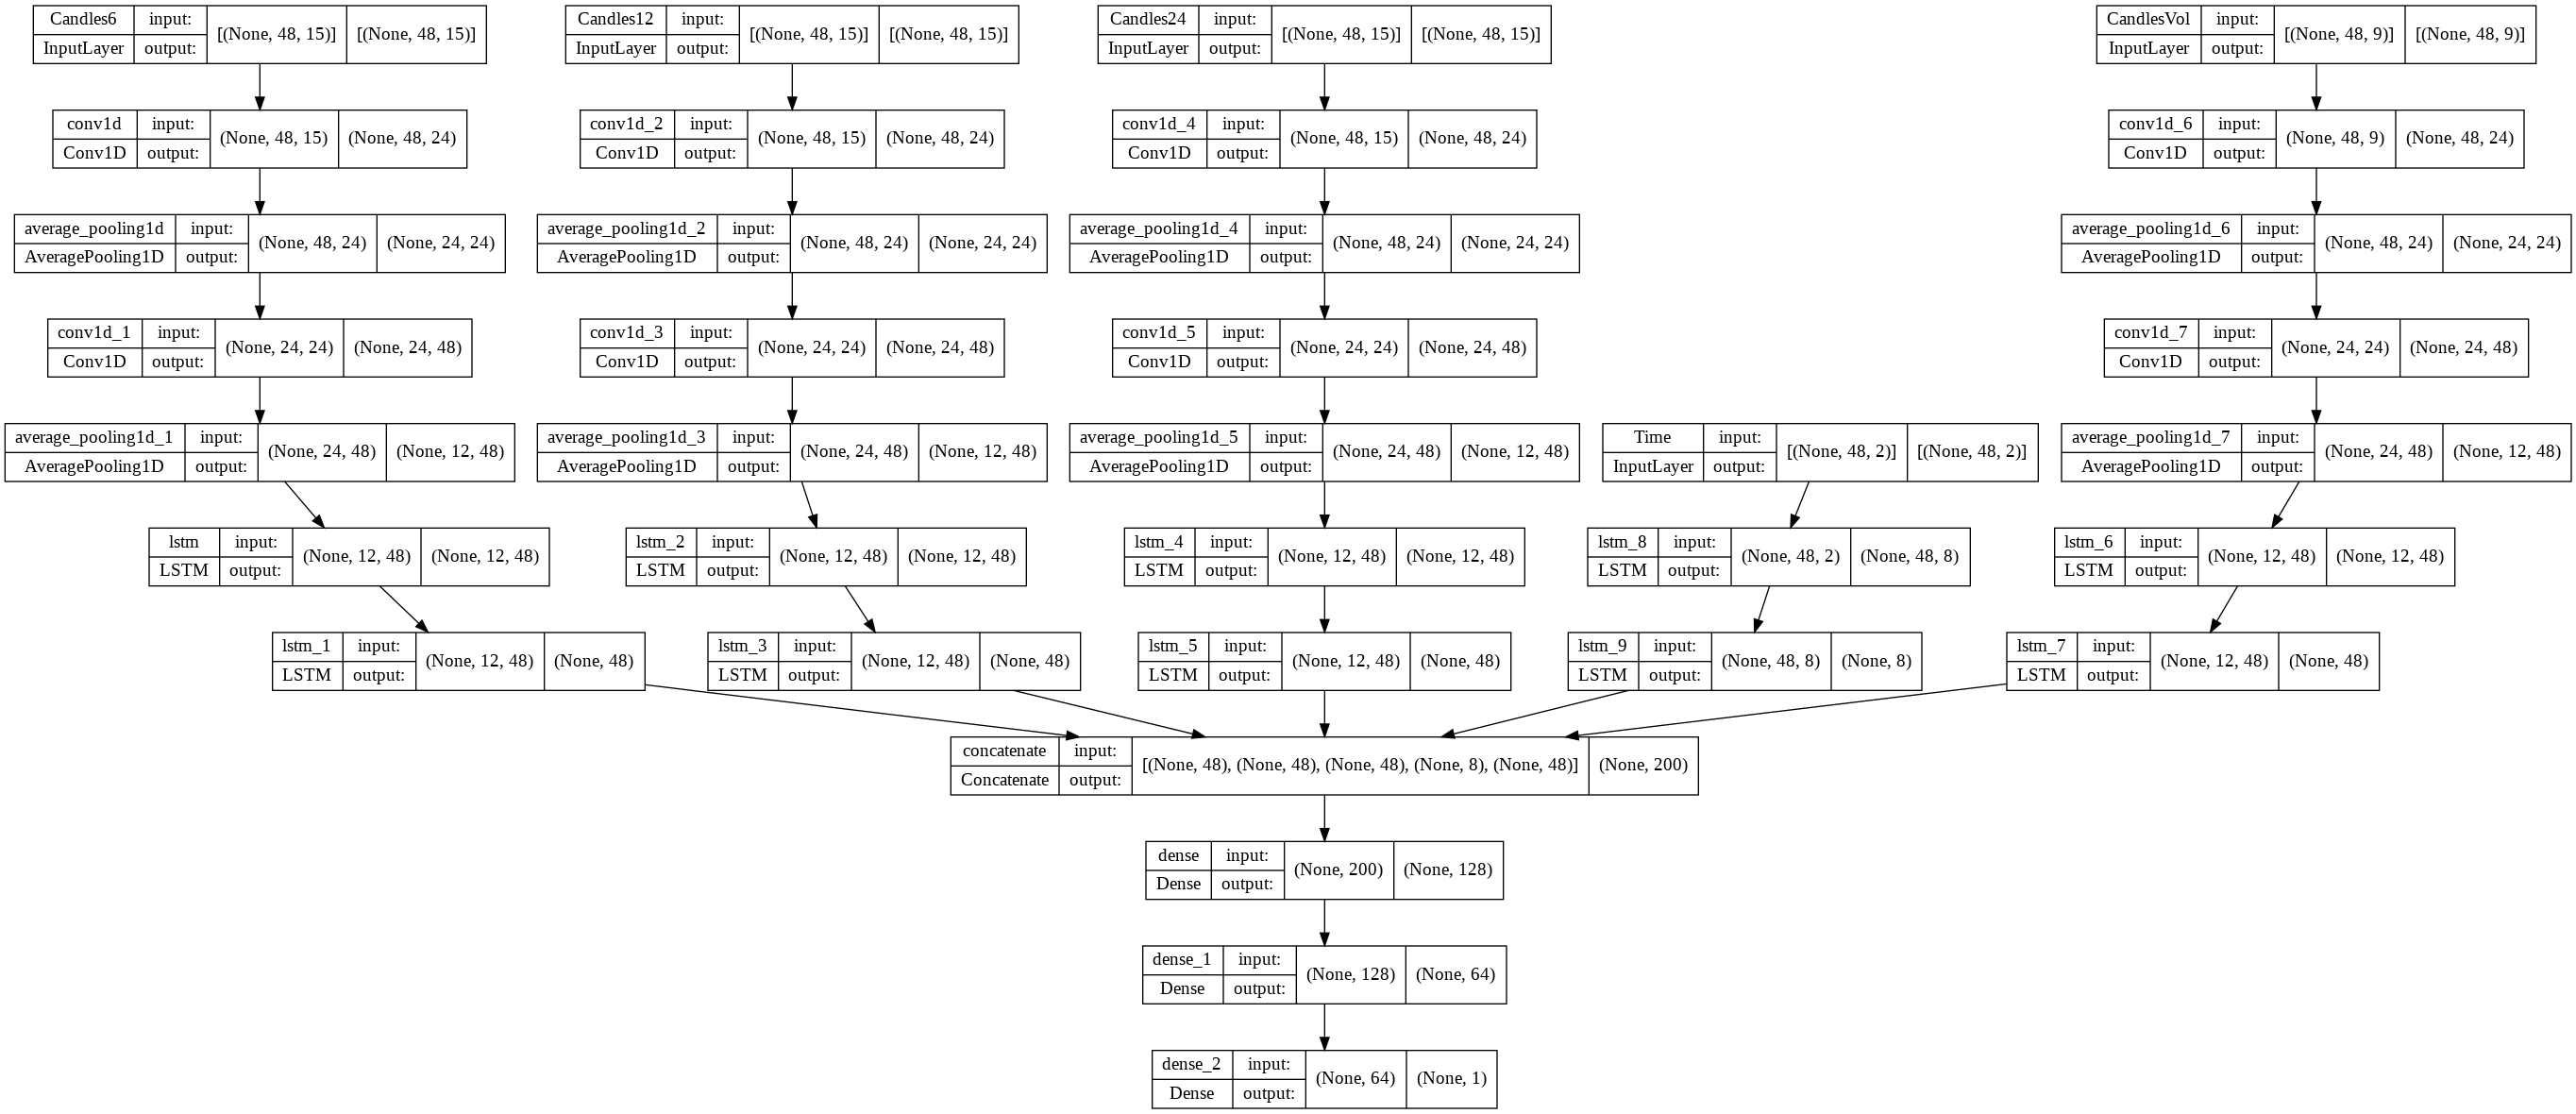 Candles6 input: [(None, 48, 15)] [(None, 48, 15)]
InputLayer output:
Candles12 input: [(None, 48, 15)] [(None, 48, 15)]
InputLayer output:
Candles24 input: [(None, 48, 15)] [(None, 48, 15)]
InputLayer output:
CandlesVol input: [(None, 48, 9)] [(None, 48, 9)]
InputLayer output:
conv1d input: (None, 48, 15) (None, 48, 24)
Conv1D output:
conv1d_2 input: (None, 48, 15) (None, 48, 24)
Conv1D output:
conv1d_4 input: (None, 48, 15) (None, 48, 24)
Conv1D output:
conv1d_6 input: (None, 48, 9) (None, 48, 24)
Conv1D output:
average_pooling1d input: (None, 48, 24) (None, 24, 24)
AveragePooling1D output:
average_pooling1d_2 input: (None, 48, 24) (None, 24, 24)
AveragePooling1D output:
average_pooling1d_4 input: (None, 48, 24) (None, 24, 24)
AveragePooling1D output:
average_pooling1d_6 input: (None, 48, 24) (None, 24, 24)
AveragePooling1D output:
conv1d_1 input: (None, 24, 24) (None, 24, 48)
Conv1D output:
conv1d_3 input: (None, 24, 24) (None, 24, 48)
Conv1D output:
conv1d_5 input: (None, 24, 24) (None, 24, 48)
Conv1D output:
conv1d_7 input: (None, 24, 24) (None, 24, 48)
Conv1D output:
average_pooling1d_1 input: (None, 24, 48) (None, 12, 48)
AveragePooling1D output:
average_pooling1d_3 input: (None, 24, 48) (None, 12, 48)
AveragePooling1D output:
average_pooling1d_5 input: (None, 24, 48) (None, 12, 48)
AveragePooling1D output:
Time input: [(None, 48, 2)] [(None, 48, 2)]
InputLayer output:
average_pooling1d_7 input: (None, 24, 48) (None, 12, 48)
AveragePooling1D output:
lstm input: (None, 12, 48) (None, 12, 48)
LSTM output:
lstm_2 input: (None, 12, 48) (None, 12, 48)
LSTM output:
lstm_4 input: (None, 12, 48) (None, 12, 48)
LSTM output:
lstm_8 input: (None, 48, 2) (None, 48, 8)
LSTM output:
lstm_6 input: (None, 12, 48) (None, 12, 48)
LSTM output:
lstm_1 input: (None, 12, 48) (None, 48)
LSTM output:
lstm_3 input: (None, 12, 48) (None, 48)
LSTM output:
lstm_5 input: (None, 12, 48) (None, 48)
LSTM output:
lstm_9 input: (None, 48, 8) (None, 8)
LSTM output:
lstm_7 input: (None, 12, 48) (None, 48)
LSTM output:
concatenate input: [(None, 48), (None, 48), (None, 48), (None, 8), (None, 48)] (None, 200)
Concatenate output:
dense input: (None, 200) (None, 128)
Dense output:
dense_1 input: (None, 128) (None, 64)
Dense output:
dense_2 input: (None, 64) (None, 1)
Dense output: